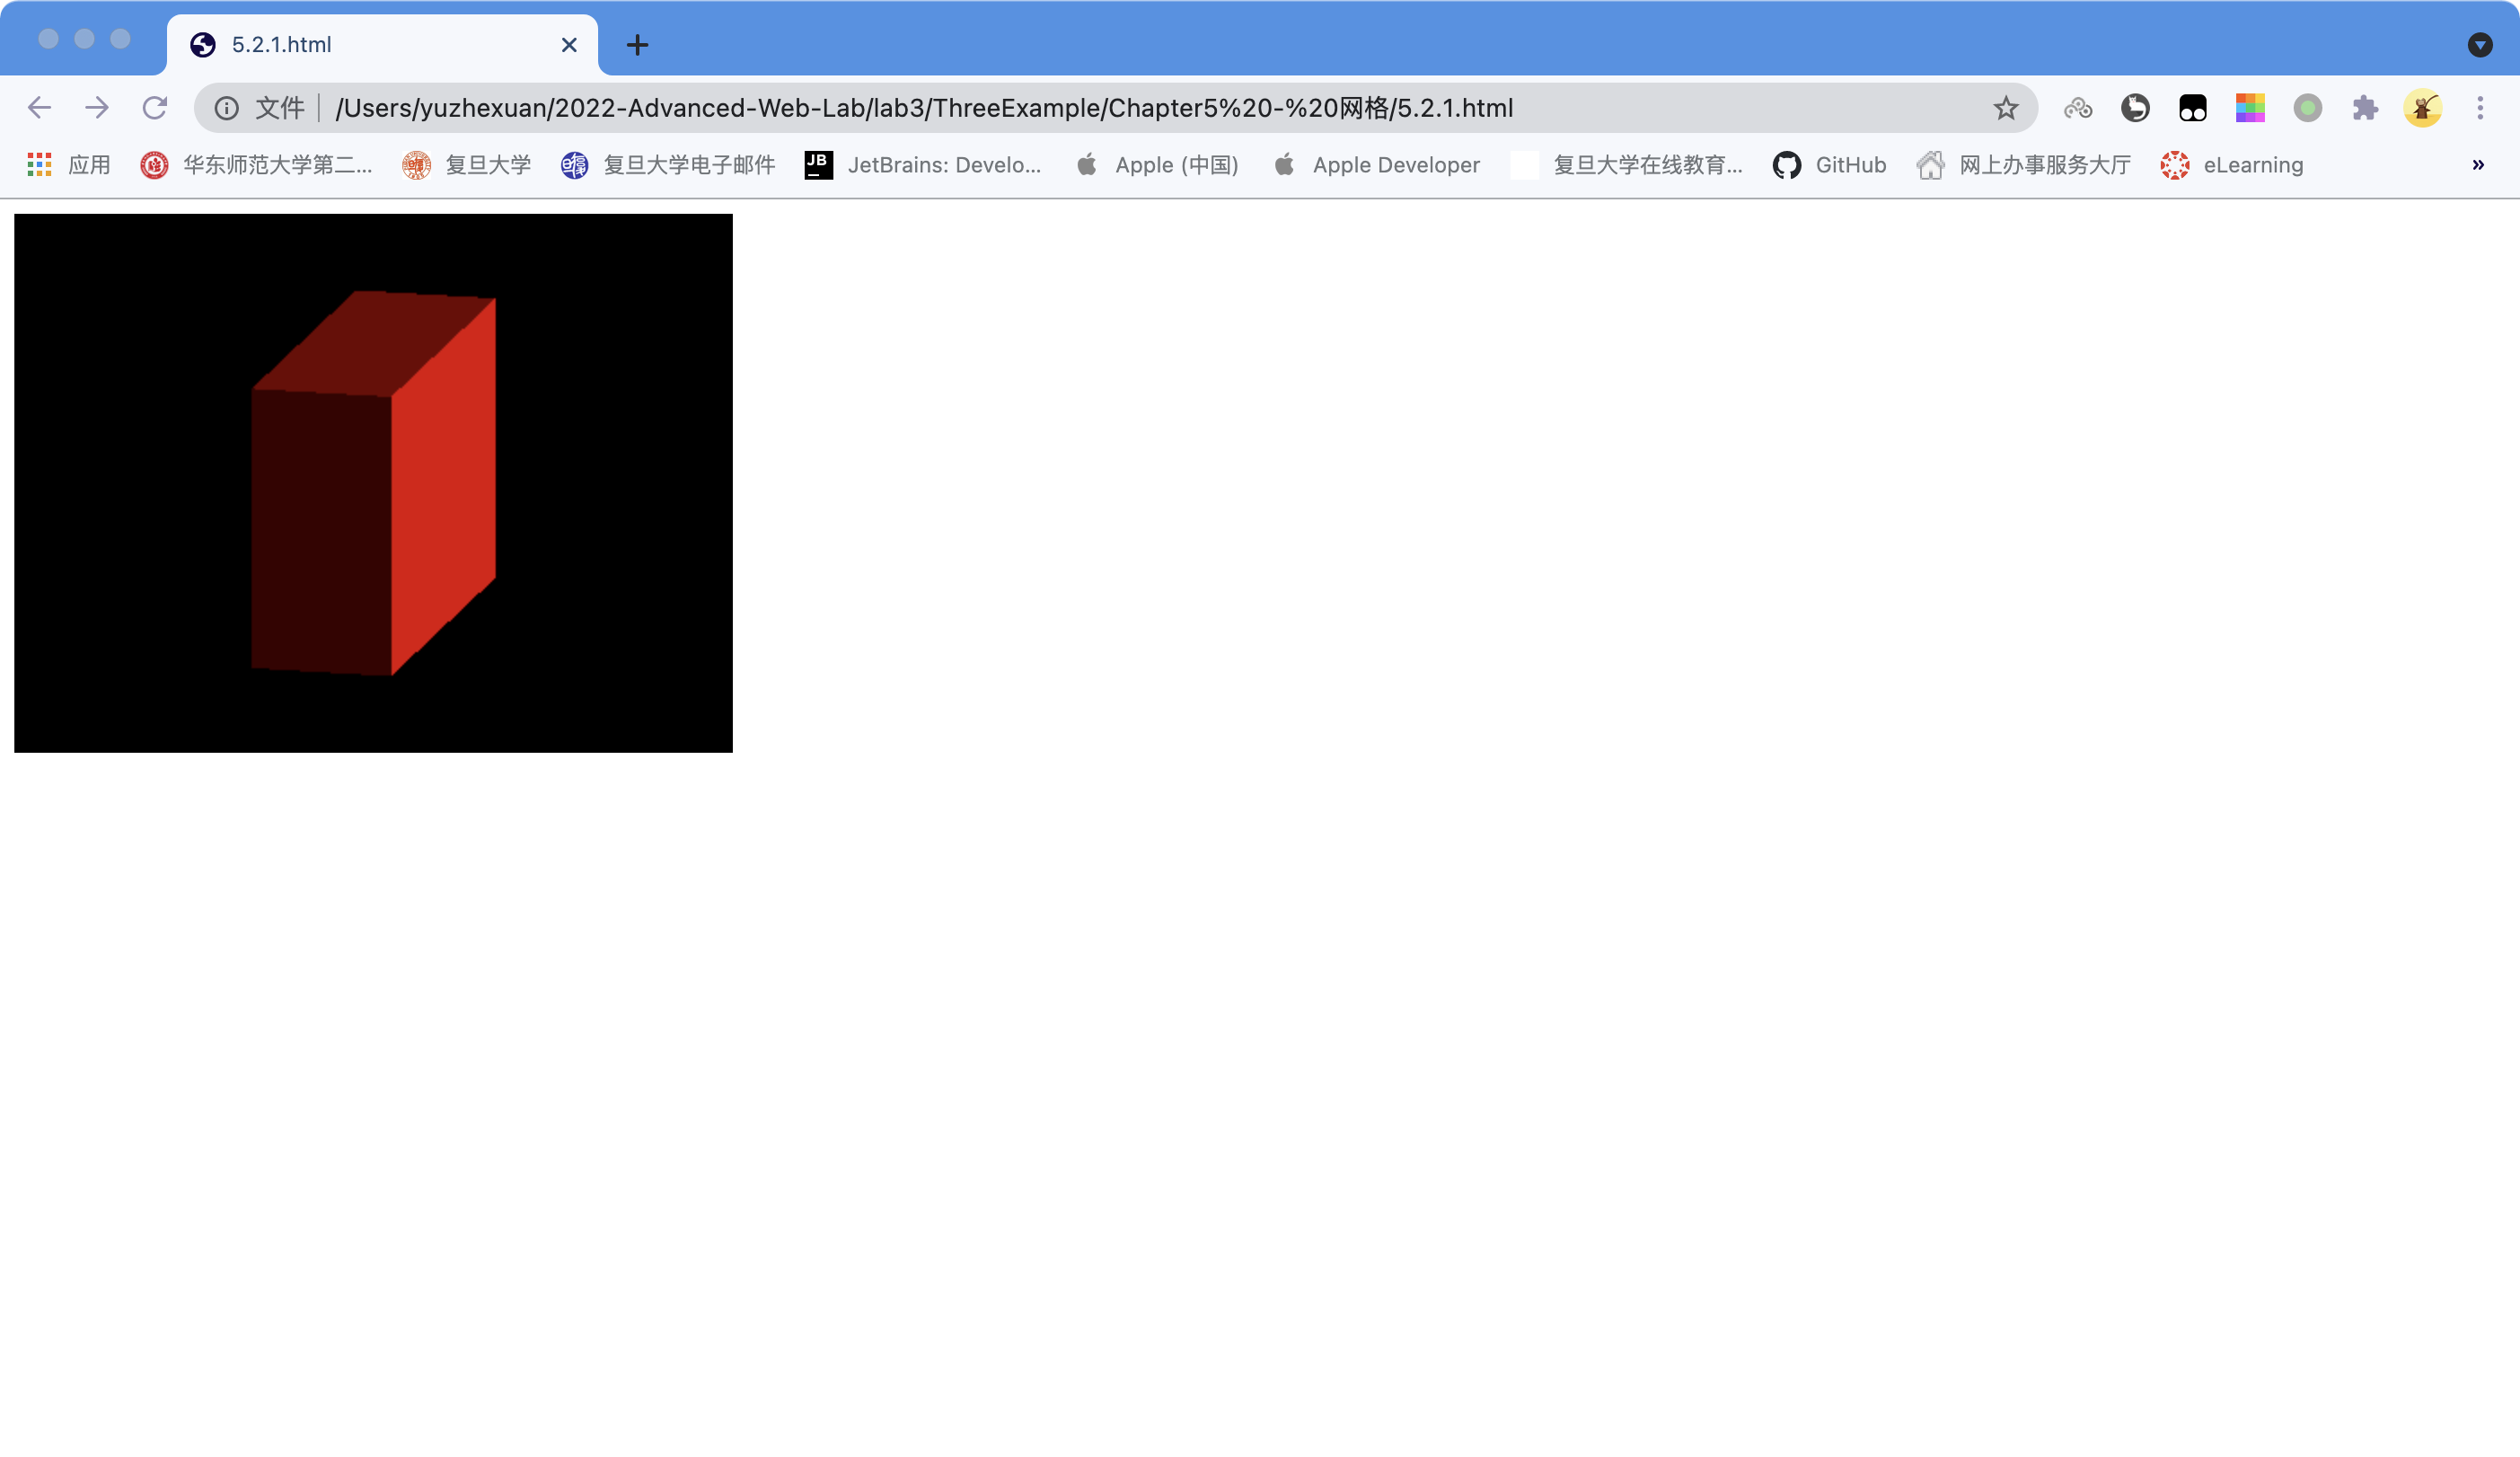 5.2.1.html
文件 /Users/yuzhexuan/2022-Advanced-Web-Lab/lab3/ThreeExample/Chapter5%20-%20网格/5.2.1.html
应用 华东师范大学第二... 复旦大学 复旦大学电子邮件 JB JetBrains: Develo... Apple (中国) Apple Developer 复旦大学在线教育... GitHub 网上办事服务大厅 eLearning »